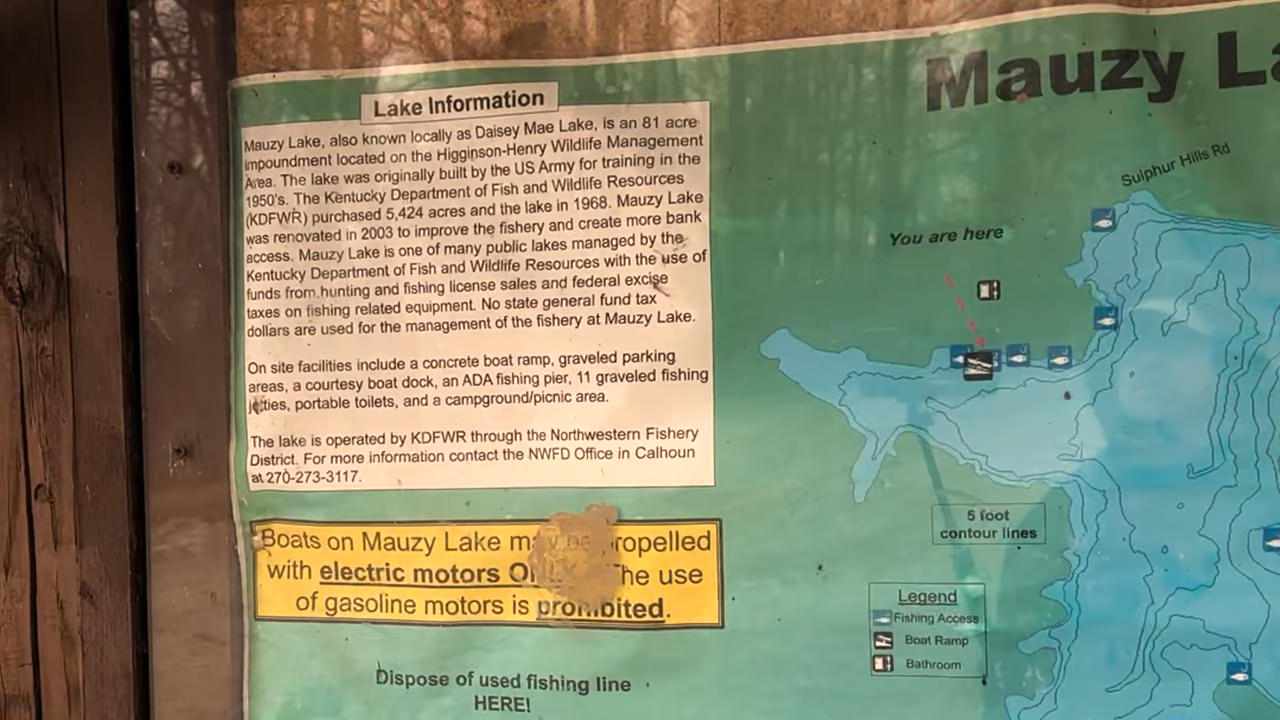 Mauzy La
Lake Information
Mauzy Lake, also known locally as Daisey Mae Lake, is an 81 acre
impoundment located on the Higginson-Henry Wildlife Management
Area. The lake was originally built by the US Army for training in the
1950's. The Kentucky Department of Fish and Wildlife Resources
(KDFWR) purchased 5,424 acres and the lake in 1968. Mauzy Lake
was renovated in 2003 to improve the fishery and create more bank
access. Mauzy Lake is one of many public lakes managed by the
Kentucky Department of Fish and Wildlife Resources with the use of
funds from hunting and fishing license sales and federal excise
taxes on fishing related equipment. No state general fund tax
dollars are used for the management of the fishery at Mauzy Lake.
On site facilities include a concrete boat ramp, graveled parking
areas, a courtesy boat dock, an ADA fishing pier, 11 graveled fishing
jetties, portable toilets, and a campground/picnic area.
The lake is operated by KDFWR through the Northwestern Fishery
District. For more information contact the NWFD Office in Calhoun
at 270-273-3117.
Boats on Mauzy Lake may be propelled
with electric motors ONLY. The use
of gasoline motors is prohibited.
Dispose of used fishing line
HERE!
Sulphur Hills Rd
You are here
5 foot
contour lines
Legend
Fishing Access
Boat Ramp
Bathroom